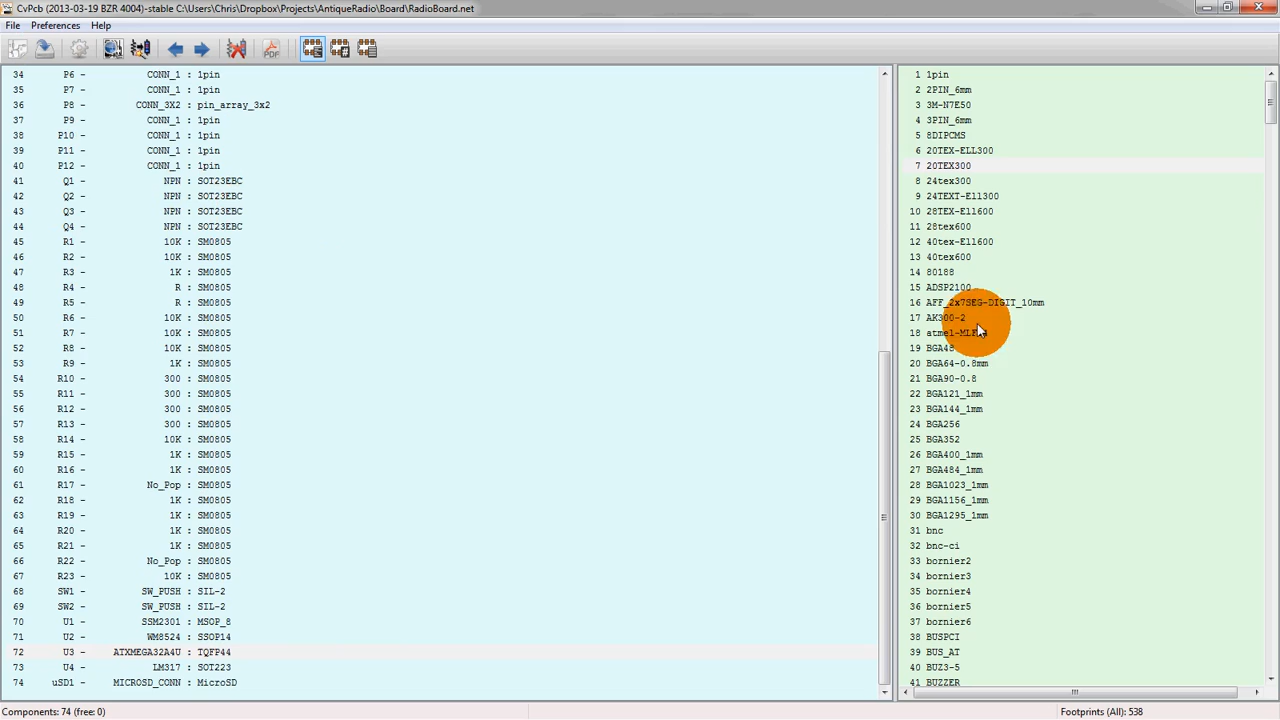 CvPcb (2013-03-19 BZR 4004)-stable C:\Users\Chris\Dropbox\Projects\AntiqueRadio\Board\RadioBoard.net
File Preferences Help
PDF
34 P6 - CONN_1 : 1pin
35 P7 - CONN_1 : 1pin
36 P8 - CONN_3X2 : pin_array_3x2
37 P9 - CONN_1 : 1pin
38 P10 - CONN_1 : 1pin
39 P11 - CONN_1 : 1pin
40 P12 - CONN_1 : 1pin
41 Q1 - NPN : SOT23EBC
42 Q2 - NPN : SOT23EBC
43 Q3 - NPN : SOT23EBC
44 Q4 - NPN : SOT23EBC
45 R1 - 10K : SM0805
46 R2 - 10K : SM0805
47 R3 - 1K : SM0805
48 R4 - R : SM0805
49 R5 - R : SM0805
50 R6 - 10K : SM0805
51 R7 - 10K : SM0805
52 R8 - 10K : SM0805
53 R9 - 1K : SM0805
54 R10 - 300 : SM0805
55 R11 - 300 : SM0805
56 R12 - 300 : SM0805
57 R13 - 300 : SM0805
58 R14 - 10K : SM0805
59 R15 - 1K : SM0805
60 R16 - 1K : SM0805
61 R17 - No_Pop : SM0805
62 R18 - 1K : SM0805
63 R19 - 1K : SM0805
64 R20 - 1K : SM0805
65 R21 - 1K : SM0805
66 R22 - No_Pop : SM0805
67 R23 - 10K : SM0805
68 SW1 - SW_PUSH : SIL-2
69 SW2 - SW_PUSH : SIL-2
70 U1 - SSM2301 : MSOP_8
71 U2 - WM8524 : SSOP14
72 U3 - ATXMEGA32A4U : TQFP44
73 U4 - LM317 : SOT223
74 uSD1 - MICROSD_CONN : MicroSD
1 1pin
2 2PIN_6mm
3 3M-N7E50
4 3PIN_6mm
5 8DIPCMS
6 20TEX-ELL300
7 20TEX300
8 24tex300
9 24TEXT-Ell300
10 28TEX-Ell600
11 28tex600
12 40tex-Ell600
13 40tex600
14 80188
15 ADSP2100
16 AFF_2x7SEG-DIGIT_10mm
17 AK300-2
18
19 BGA48
20 BGA64-0.8mm
21 BGA90-0.8
22 BGA121_1mm
23 BGA144_1mm
24 BGA256
25 BGA352
26 BGA400_1mm
27 BGA484_1mm
28 BGA1023_1mm
29 BGA1156_1mm
30 BGA1295_1mm
31 bnc
32 bnc-ci
33 bornier2
34 bornier3
35 bornier4
36 bornier5
37 bornier6
38 BUSPCI
39 BUS_AT
40 BUZ3-5
41 BUZZER
Components: 74 (free: 0)
Footprints (All): 538